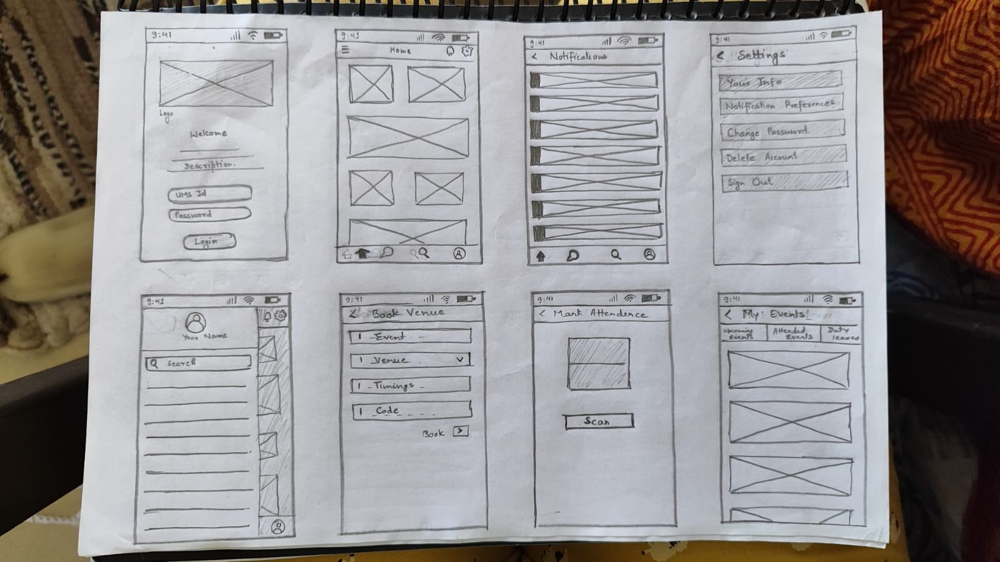 9:41
Logo
Welcome
Description.
UMS Id
Password
Login
9:41
Home
9:41
< Notifications
9:41
< Settings
Your Info
Notification Preferences
Change Password
Delete Account
Sign Out
9:41
Your Name
Search
9:41
< Book Venue
Event
Venue
Timings
Code
Book >
9:41
< Mark Attendence
Scan
9:41
< My Events
Upcoming
Events
Attended
Events
Duty
leaves